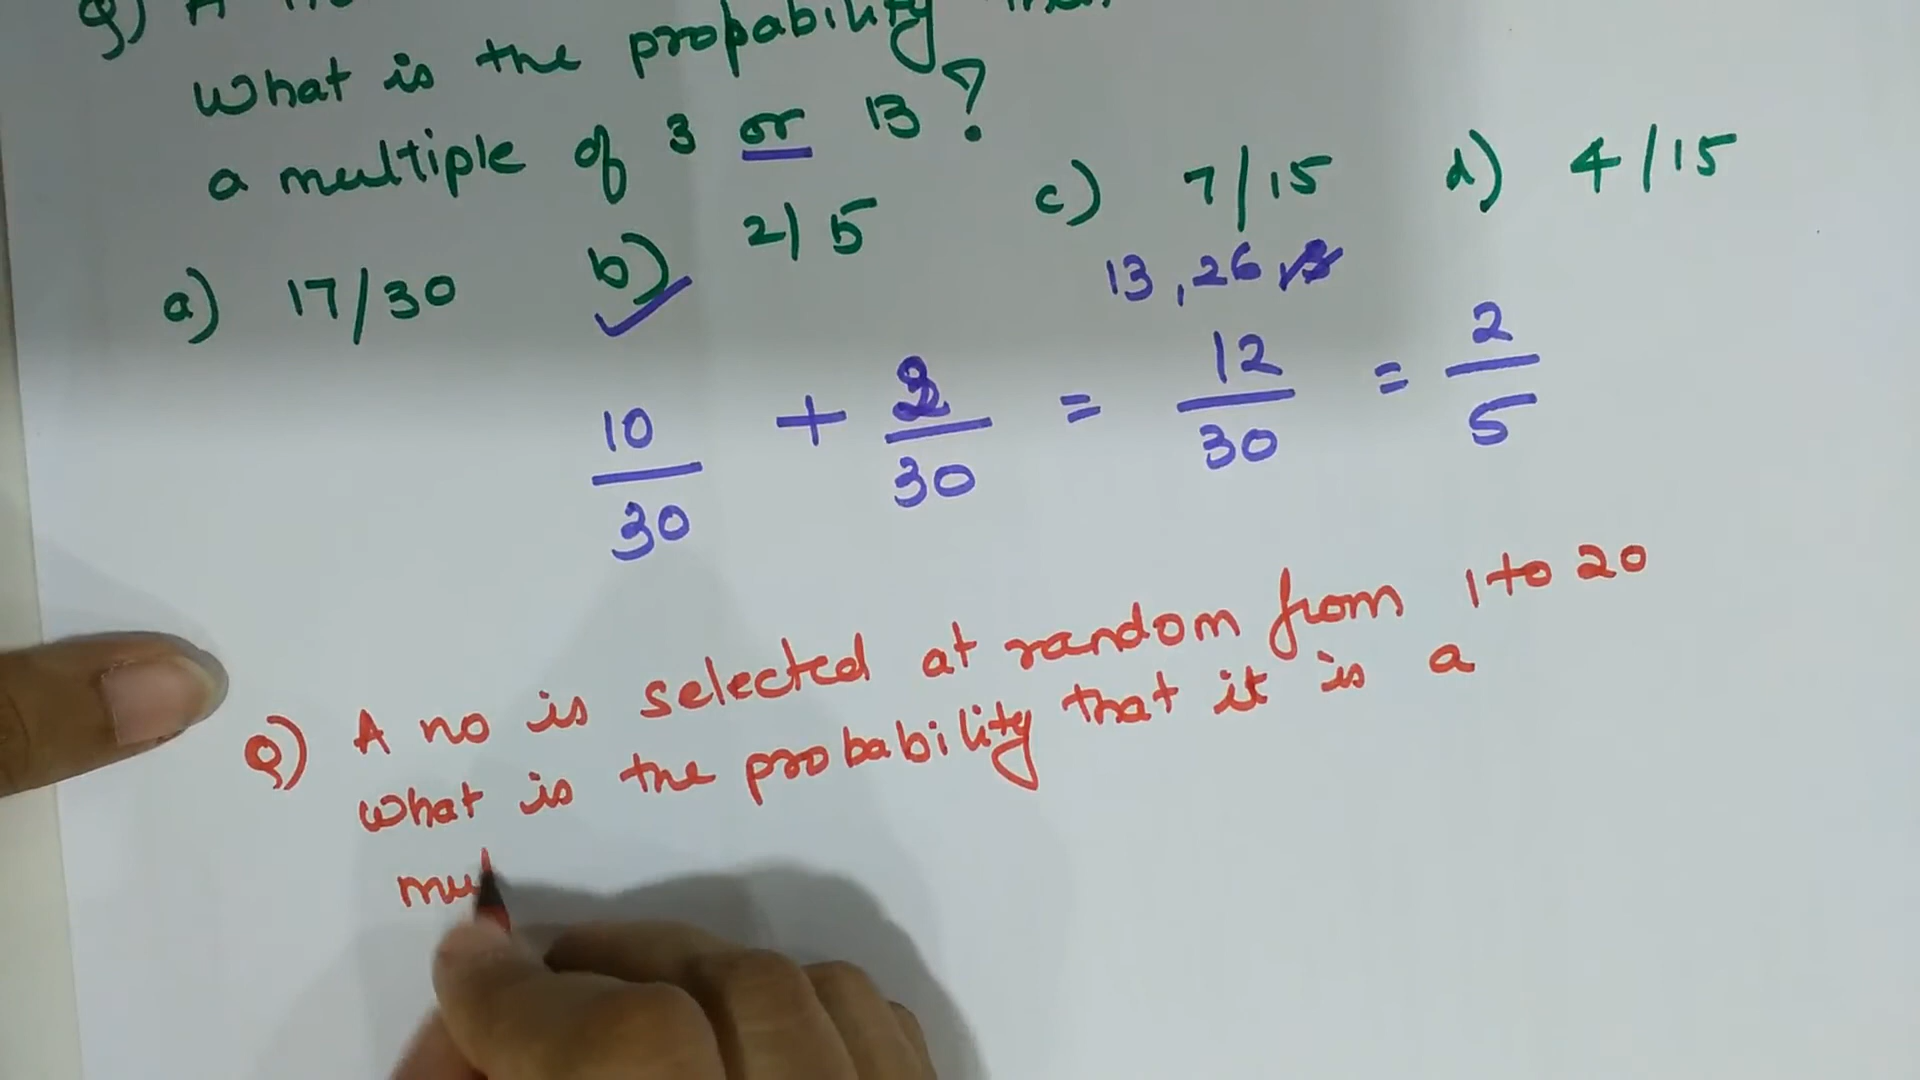 Q) A
What is the probability
a multiple of 3 or 13?
a) 17/30 b) 2/5 c) 7/15 d) 4/15
13, 26,
10/30 + 2/30 = 12/30 = 2/5
Q) A no is selected at random from 1 to 20
What is the probability that it is a
mul